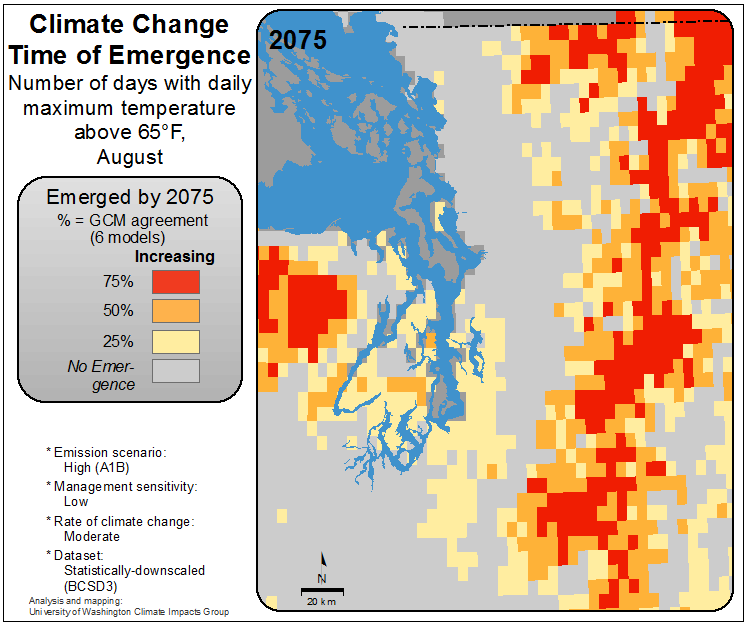 Climate Change
Time of Emergence
Number of days with daily
maximum temperature
above 65°F,
August
Emerged by 2075
% = GCM agreement
(6 models)
Increasing
75%
50%
25%
No Emer-
gence
* Emission scenario:
High (A1B)
* Management sensitivity:
Low
* Rate of climate change:
Moderate
* Dataset:
Statistically-downscaled
(BCSD3)
Analysis and mapping:
University of Washington Climate Impacts Group
2075
N
20 km